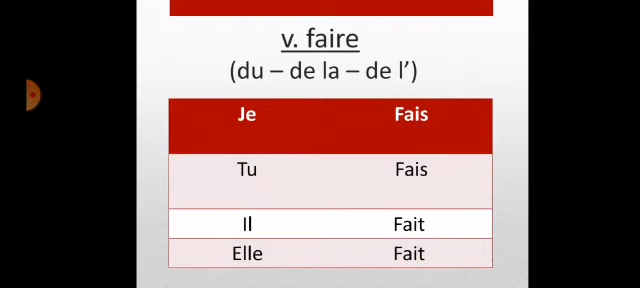 v. faire
(du – de la – de l’)
Je Fais
Tu Fais
Il Fait
Elle Fait